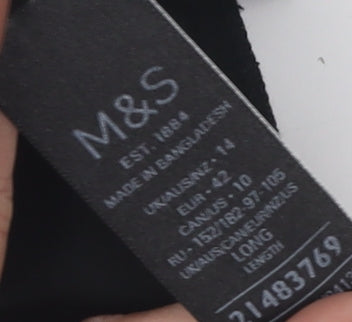 M&S
EST. 1884
MADE IN BANGLADESH
UK/AUS/NZ · 14
EUR · 42
CAN/US · 10
RU · 152/182-97-105
UK/AUS/CAN/EUR/NZ/US
LONG
LENGTH
21483769